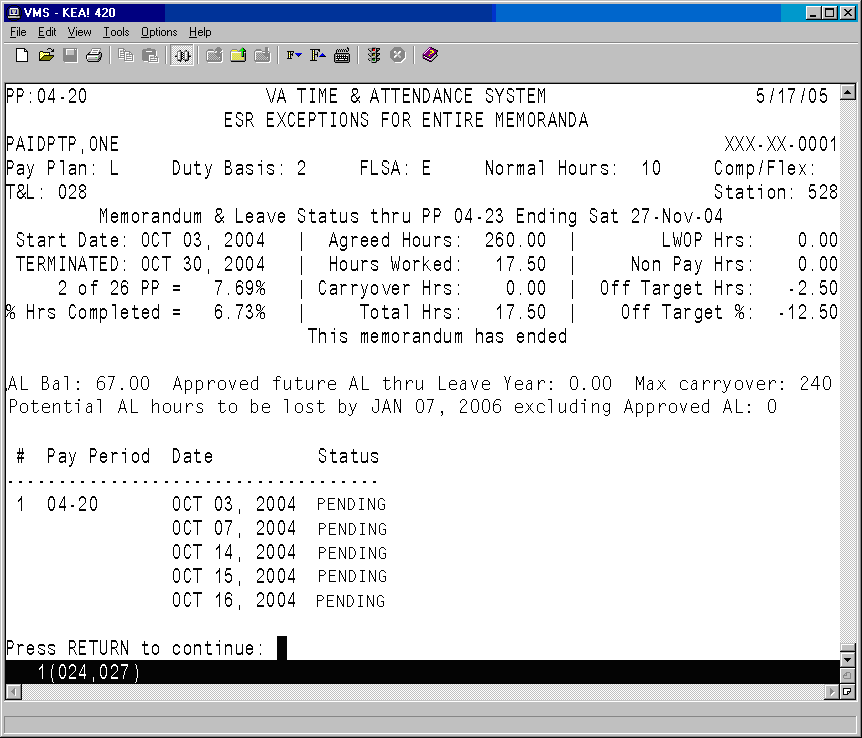 VMS - KEA! 420
File Edit View Tools Options Help
PP:04-20 VA TIME & ATTENDANCE SYSTEM 5/17/05
ESR EXCEPTIONS FOR ENTIRE MEMORANDA
PAIDPTP,ONE XXX-XX-0001
Pay Plan: L Duty Basis: 2 FLSA: E Normal Hours: 10 Comp/Flex:
T&L: 028 Station: 528
Memorandum & Leave Status thru PP 04-23 Ending Sat 27-Nov-04
Start Date: OCT 03, 2004 | Agreed Hours: 260.00 | LWOP Hrs: 0.00
TERMINATED: OCT 30, 2004 | Hours Worked: 17.50 | Non Pay Hrs: 0.00
2 of 26 PP = 7.69% | Carryover Hrs: 0.00 | Off Target Hrs: -2.50
% Hrs Completed = 6.73% | Total Hrs: 17.50 | Off Target %: -12.50
This memorandum has ended
AL Bal: 67.00 Approved future AL thru Leave Year: 0.00 Max carryover: 240
Potential AL hours to be lost by JAN 07, 2006 excluding Approved AL: 0
# Pay Period Date Status
------------------------------------
1 04-20 OCT 03, 2004 PENDING
OCT 07, 2004 PENDING
OCT 14, 2004 PENDING
OCT 15, 2004 PENDING
OCT 16, 2004 PENDING
Press RETURN to continue:
1(024,027)